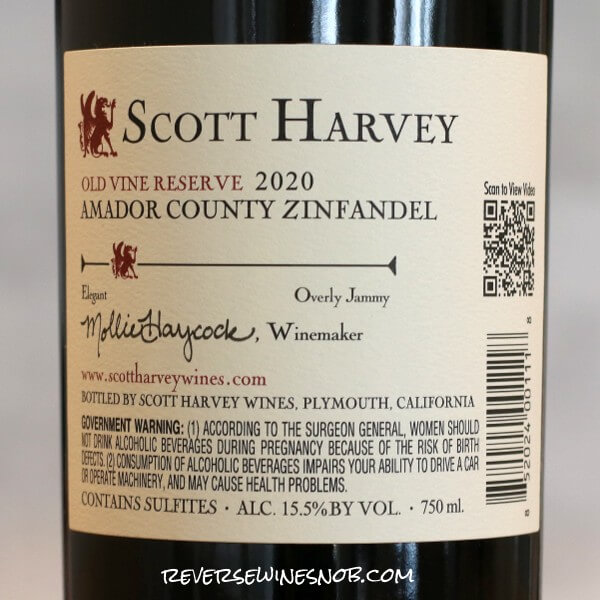 SCOTT HARVEY
OLD VINE RESERVE 2020
AMADOR COUNTY ZINFANDEL
Scan to View Video
Elegant Overly Jammy
Mollie Haycock, Winemaker
www.scottharveywines.com
BOTTLED BY SCOTT HARVEY WINES, PLYMOUTH, CALIFORNIA
GOVERNMENT WARNING: (1) ACCORDING TO THE SURGEON GENERAL, WOMEN SHOULD
NOT DRINK ALCOHOLIC BEVERAGES DURING PREGNANCY BECAUSE OF THE RISK OF BIRTH
DEFECTS. (2) CONSUMPTION OF ALCOHOLIC BEVERAGES IMPAIRS YOUR ABILITY TO DRIVE A CAR
OR OPERATE MACHINERY, AND MAY CAUSE HEALTH PROBLEMS.
CONTAINS SULFITES · ALC. 15.5% BY VOL. · 750 ml.
8 52024 00111 8
REVERSEWINESNOB.COM